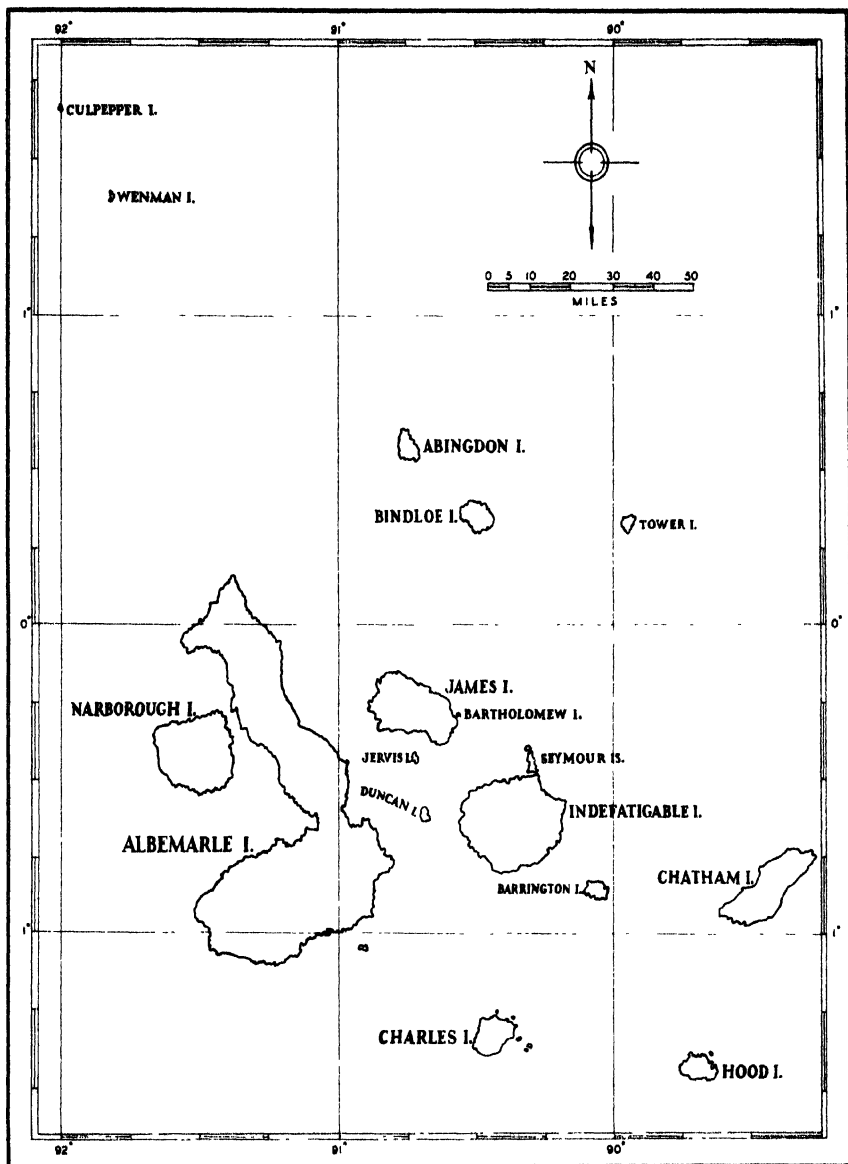 92°
91
90
CULPEPPER I.
N
WENMAN I.
0 5 10 20 30 40 50
MILES
1°
1°
ABINGDON I.
BINDLOE I.
TOWER I.
0°
0°
JAMES I.
NARBOROUGH I.
BARTHOLOMEW I.
JERVIS I.
SEYMOUR IS.
DUNCAN I.
INDEFATIGABLE I.
ALBEMARLE I.
CHATHAM I.
BARRINGTON I.
1°
1°
CHARLES I.
HOOD I.
92°
91
90